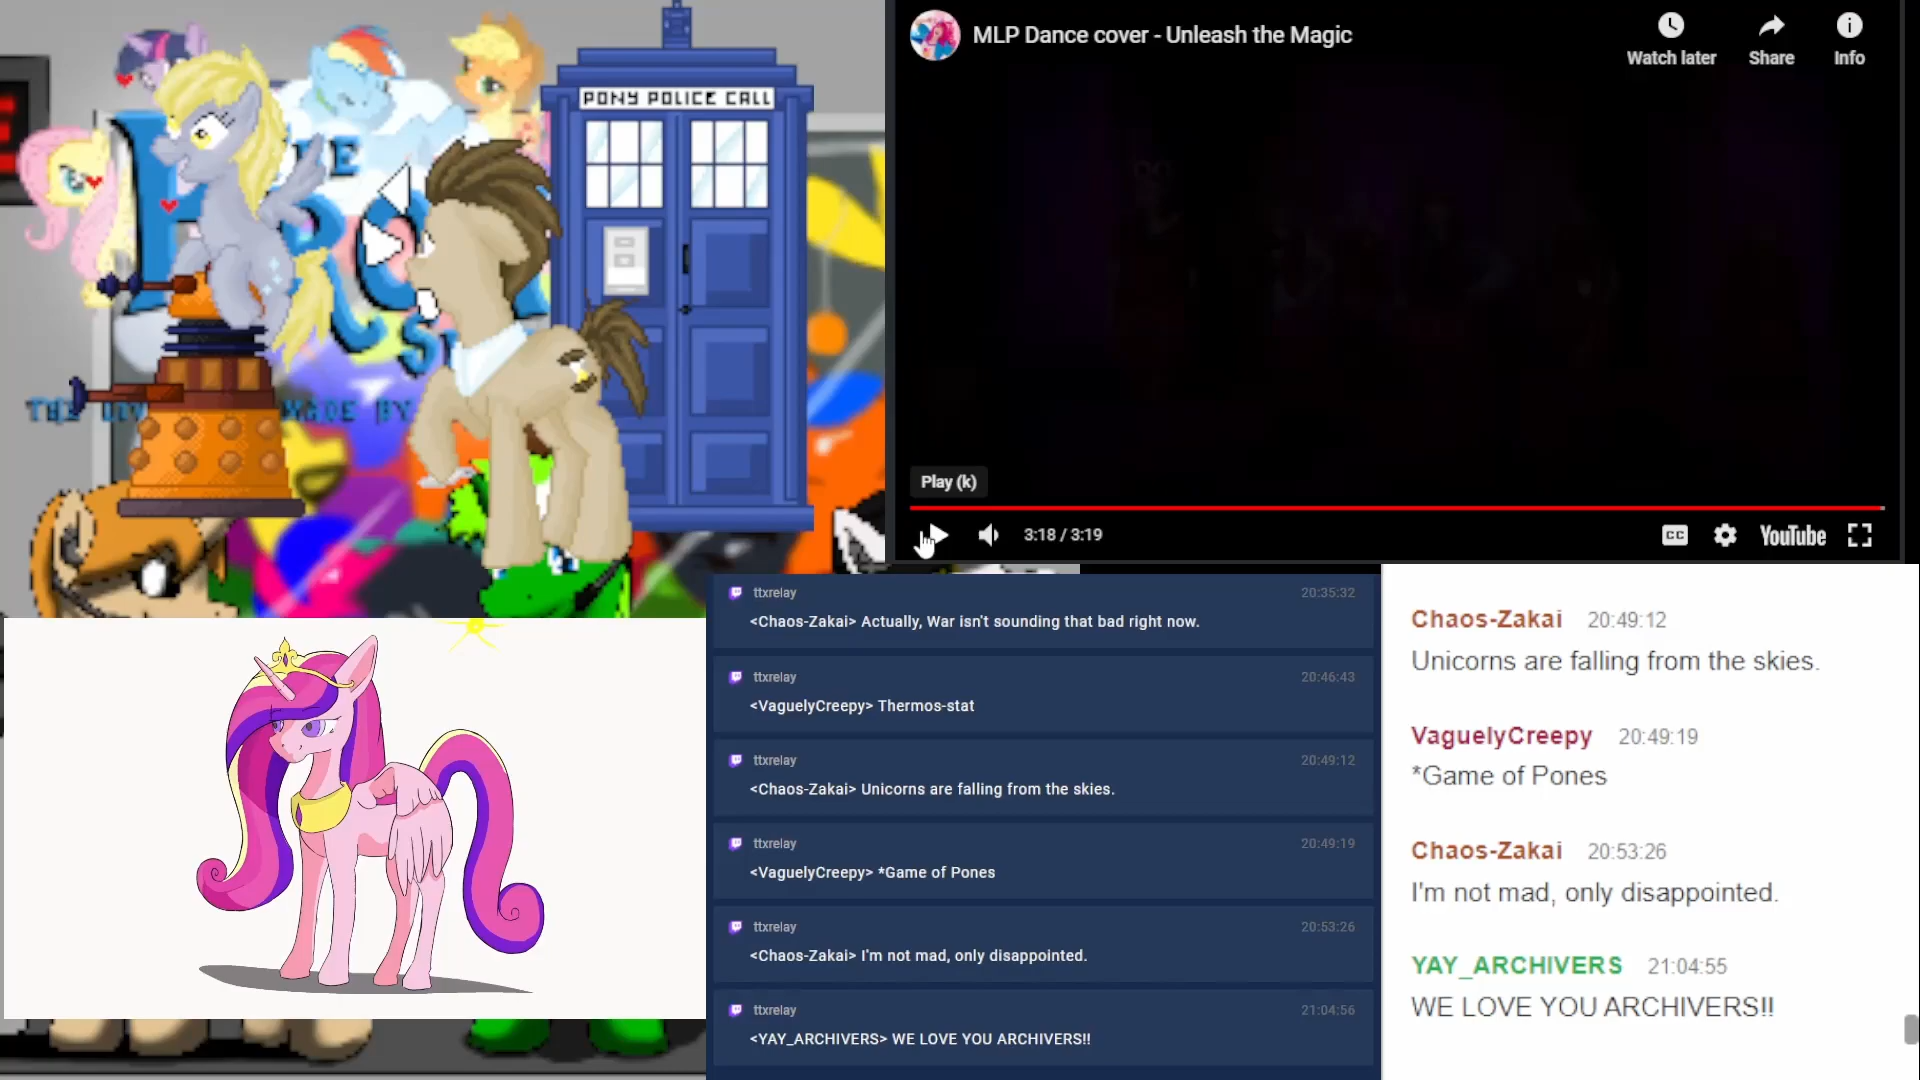 PONY POLICE CALL
THE
MADE BY
MLP Dance cover - Unleash the Magic
Watch later
Share
Info
Play (k)
3:18 / 3:19
CC
YouTube
ttxrelay 20:35:32
<Chaos-Zakai> Actually, War isn't sounding that bad right now.
ttxrelay 20:46:43
<VaguelyCreepy> Thermos-stat
ttxrelay 20:49:12
<Chaos-Zakai> Unicorns are falling from the skies.
ttxrelay 20:49:19
<VaguelyCreepy> *Game of Pones
ttxrelay 20:53:26
<Chaos-Zakai> I'm not mad, only disappointed.
ttxrelay 21:04:56
<YAY_ARCHIVERS> WE LOVE YOU ARCHIVERS!!
Chaos-Zakai 20:49:12
Unicorns are falling from the skies.
VaguelyCreepy 20:49:19
*Game of Pones
Chaos-Zakai 20:53:26
I'm not mad, only disappointed.
YAY_ARCHIVERS 21:04:55
WE LOVE YOU ARCHIVERS!!